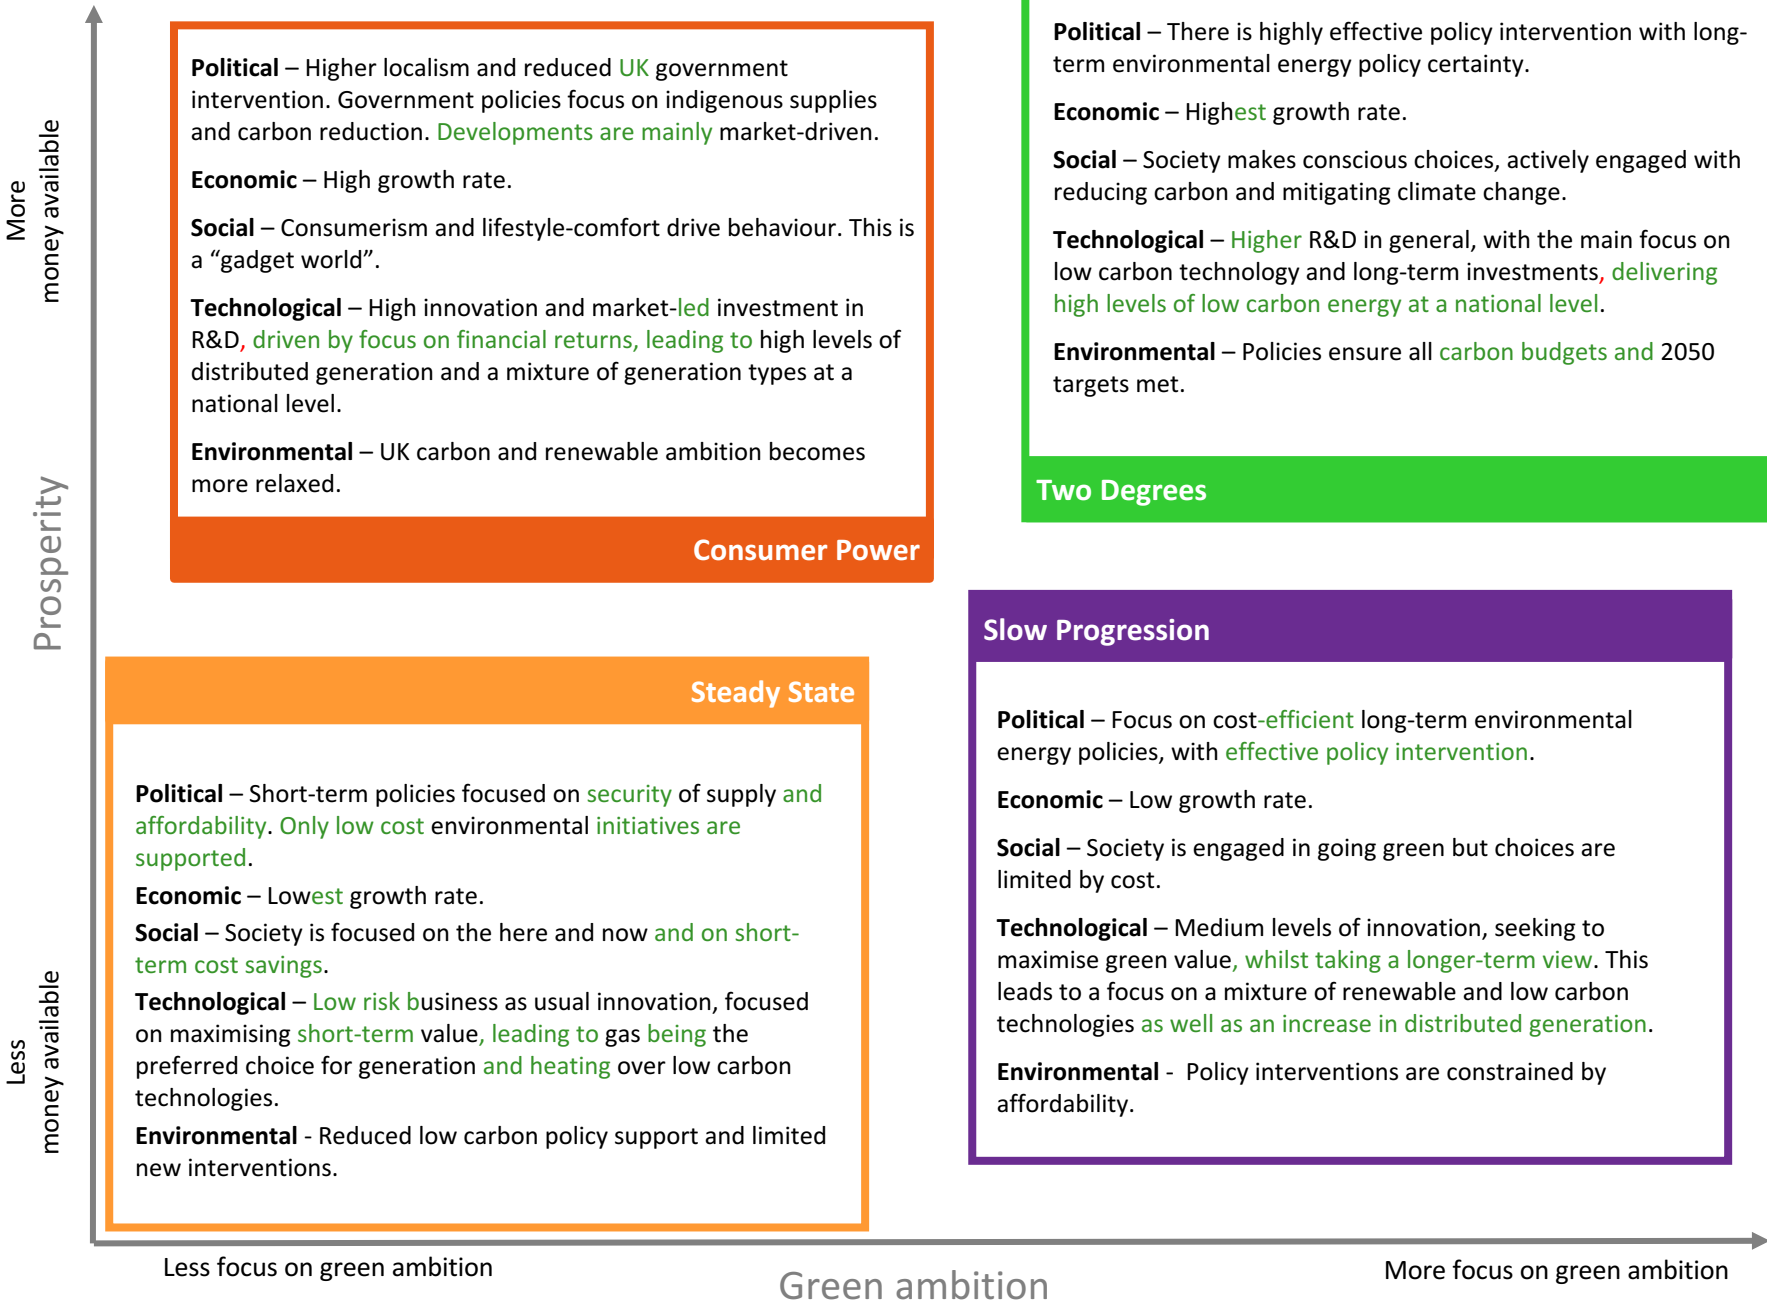 More
money available
Prosperity
Less
money available
Political – Higher localism and reduced UK government
intervention. Government policies focus on indigenous supplies
and carbon reduction. Developments are mainly market-driven.
Economic – High growth rate.
Social – Consumerism and lifestyle-comfort drive behaviour. This is
a “gadget world”.
Technological – High innovation and market-led investment in
R&D, driven by focus on financial returns, leading to high levels of
distributed generation and a mixture of generation types at a
national level.
Environmental – UK carbon and renewable ambition becomes
more relaxed.
Consumer Power
Political – There is highly effective policy intervention with long-
term environmental energy policy certainty.
Economic – Highest growth rate.
Social – Society makes conscious choices, actively engaged with
reducing carbon and mitigating climate change.
Technological – Higher R&D in general, with the main focus on
low carbon technology and long-term investments, delivering
high levels of low carbon energy at a national level.
Environmental – Policies ensure all carbon budgets and 2050
targets met.
Two Degrees
Steady State
Political – Short-term policies focused on security of supply and
affordability. Only low cost environmental initiatives are
supported.
Economic – Lowest growth rate.
Social – Society is focused on the here and now and on short-
term cost savings.
Technological – Low risk business as usual innovation, focused
on maximising short-term value, leading to gas being the
preferred choice for generation and heating over low carbon
technologies.
Environmental - Reduced low carbon policy support and limited
new interventions.
Slow Progression
Political – Focus on cost-efficient long-term environmental
energy policies, with effective policy intervention.
Economic – Low growth rate.
Social – Society is engaged in going green but choices are
limited by cost.
Technological – Medium levels of innovation, seeking to
maximise green value, whilst taking a longer-term view. This
leads to a focus on a mixture of renewable and low carbon
technologies as well as an increase in distributed generation.
Environmental - Policy interventions are constrained by
affordability.
Less focus on green ambition
Green ambition
More focus on green ambition